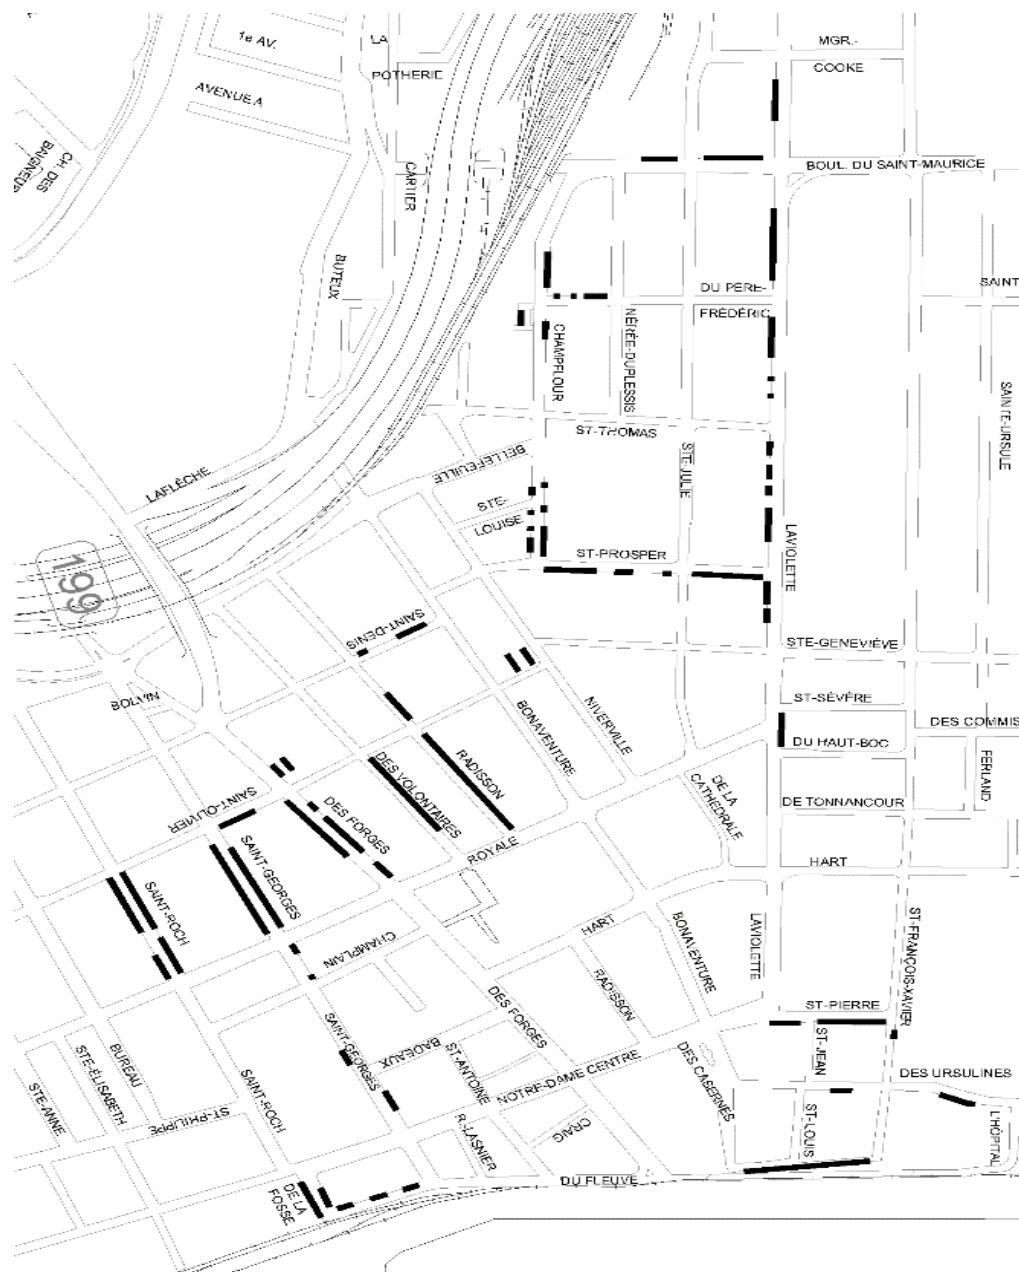 1e AV.
LA
POTHERIE
AVENUE A
MGR.-
COOKE
CH. DES
BAIGNEUR
CARTIER
BOUL. DU SAINT-MAURICE
BUTEUX
DU PÈRE-
FRÉDÉRIC
SAINT
CHAMPFLOUR
NÉRÉE-DUPLESSIS
SAINTE-URSULE
ST-THOMAS
STE-JULIE
BELLEFEUILLE
LAFLÈCHE
STE-
LOUISE
LAVIOLETTE
ST-PROSPER
199
SAINT-DENIS
STE-GENEVIÈVE
BOLVIN
ST-SÉVÈRE
NIVERVILLE
BONAVENTURE
DES COMMIS
DU HAUT-BOC
FERLAND
RADISSON
DES VOLONTAIRES
DE LA
CATHÉDRALE
DE TONNANCOUR
SAINT-OLIVIER
DES FORGES
ROYALE
HART
SAINT-GEORGES
SAINT-ROCH
CHAMPLAIN
HART
BONAVENTURE
LAVIOLETTE
ST-FRANÇOIS-XAVIER
RADISSON
DES FORGES
ST-PIERRE
SAINT-GEORGES
BADEAUX
ST-ANTOINE
NOTRE-DAME CENTRE
DES CASERNES
ST-JEAN
DES URSULINES
BUREAU
STE-ÉLISABETH
STE-ANNE
SAINT-ROCH
ST-PHILIPPE
R.-LASNIER
CRAIG
ST-LOUIS
L'HÔPITAL
DU FLEUVE
DE LA
FOSSE